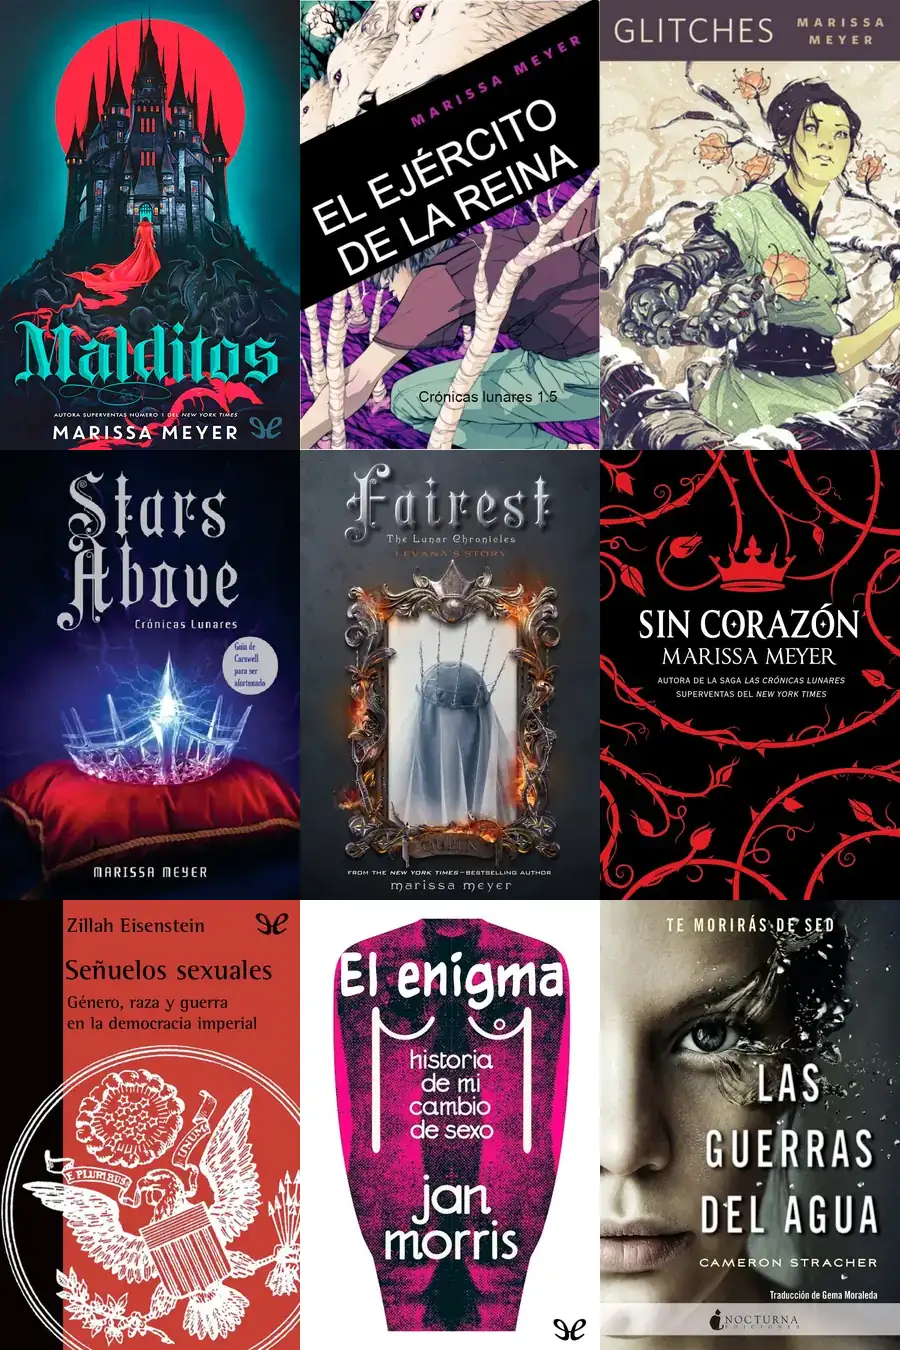 Malditos
AUTORA SUPERVENTAS NÚMERO 1 DEL NEW YORK TIMES
MARISSA MEYER
MARISSA MEYER
EL EJÉRCITO
DE LA REINA
Crónicas lunares 1.5
GLITCHES
MARISSA
MEYER
Stars
Above
Crónicas Lunares
Guía de
Carswell
para ser
afortunado
MARISSA MEYER
Fairest
The Lunar Chronicles
LEVANA'S STORY
QUEEN
FROM THE NEW YORK TIMES–BESTSELLING AUTHOR
marissa meyer
SIN CORAZÓN
MARISSA MEYER
AUTORA DE LA SAGA LAS CRÓNICAS LUNARES
SUPERVENTAS DEL NEW YORK TIMES
Zillah Eisenstein
Señuelos sexuales
Género, raza y guerra
en la democracia imperial
E PLURIBUS
UNUM
El enigma
historia
de mi
cambio
de sexo
jan
morris
TE MORIRÁS DE SED
LAS
GUERRAS
DEL AGUA
CAMERON STRACHER
Traducción de Gema Moraleda
NOCTURNA
EDICIONES